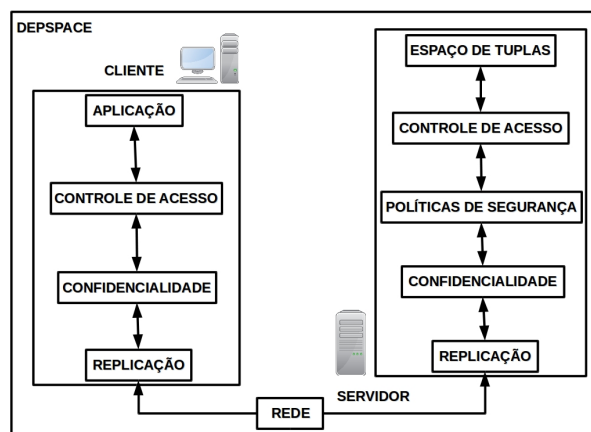 DEPSPACE
CLIENTE
APLICAÇÃO
CONTROLE DE ACESSO
CONFIDENCIALIDADE
REPLICAÇÃO
ESPAÇO DE TUPLAS
CONTROLE DE ACESSO
POLÍTICAS DE SEGURANÇA
CONFIDENCIALIDADE
REPLICAÇÃO
SERVIDOR
REDE